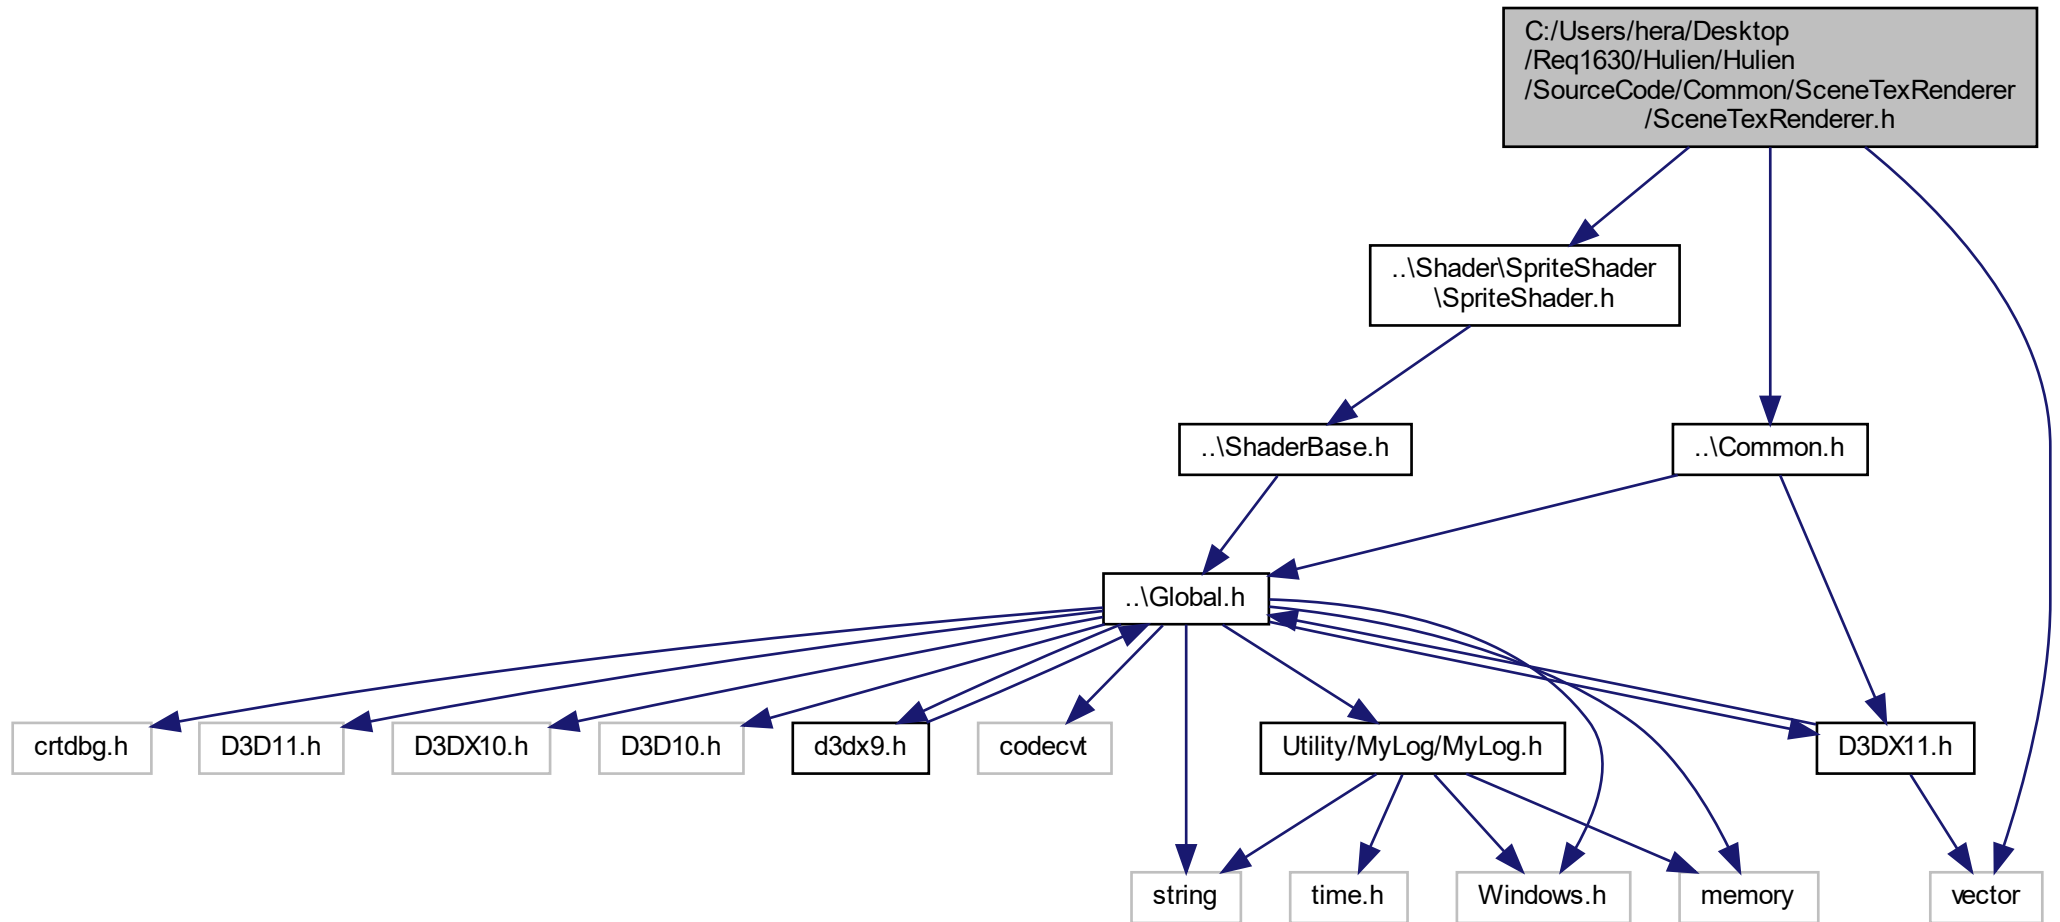 C:/Users/hera/Desktop
/Req1630/Hulien/Hulien
/SourceCode/Common/SceneTexRenderer
/SceneTexRenderer.h
..\Shader\SpriteShader
\SpriteShader.h
..\ShaderBase.h
..\Common.h
..\Global.h
crtdbg.h
D3D11.h
D3DX10.h
D3D10.h
d3dx9.h
codecvt
Utility/MyLog/MyLog.h
D3DX11.h
string
time.h
Windows.h
memory
vector